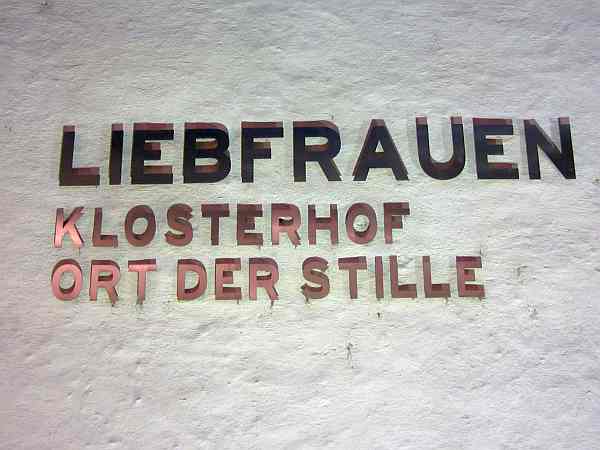 LIEBFRAUEN
KLOSTERHOF
ORT DER STILLE